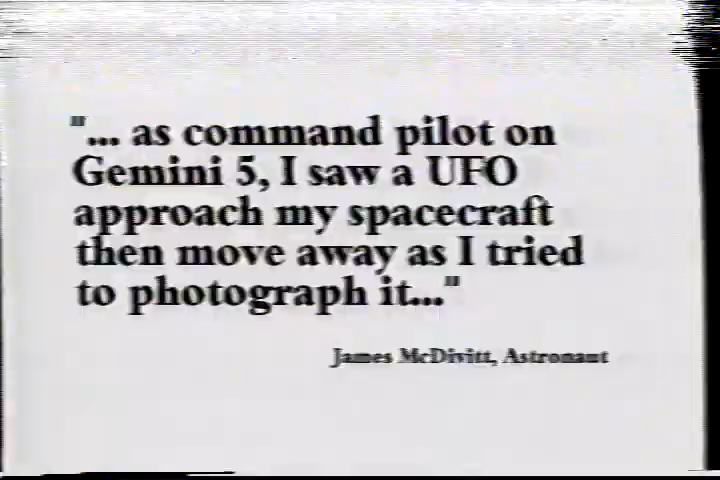 "... as command pilot on
Gemini 5, I saw a UFO
approach my spacecraft
then move away as I tried
to photograph it..."
James McDivitt, Astronaut